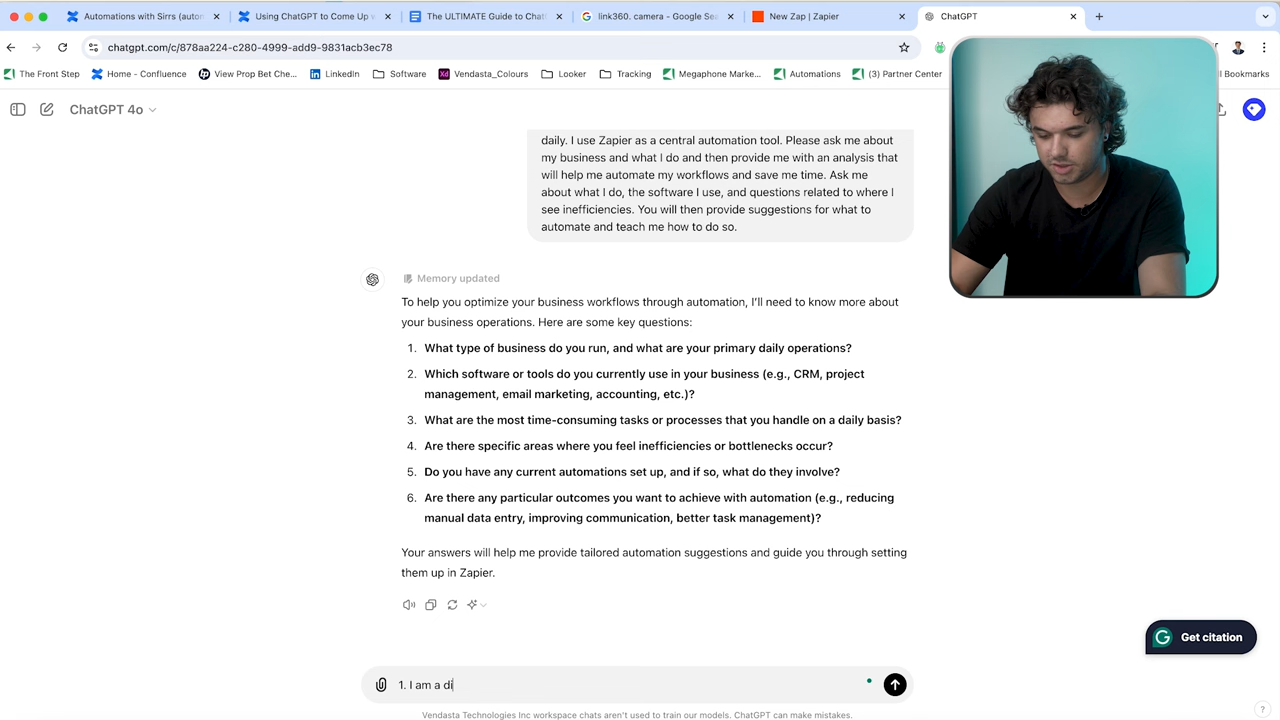 Automations with Sirrs (auton
Using ChatGPT to Come Up
The ULTIMATE Guide to Chat
link360. camera - Google Sea
New Zap | Zapier
ChatGPT
chatgpt.com/c/878aa224-c280-4999-add9-9831acb3ec78
The Front Step
Home - Confluence
View Prop Bet Che...
LinkedIn
Software
Vendasta_Colours
Looker
Tracking
Megaphone Marke...
Automations
(3) Partner Center
ll Bookmarks
ChatGPT 4o
daily. I use Zapier as a central automation tool. Please ask me about
my business and what I do and then provide me with an analysis that
will help me automate my workflows and save me time. Ask me
about what I do, the software I use, and questions related to where I
see inefficiencies. You will then provide suggestions for what to
automate and teach me how to do so.
Memory updated
To help you optimize your business workflows through automation, I'll need to know more about
your business operations. Here are some key questions:
1. What type of business do you run, and what are your primary daily operations?
2. Which software or tools do you currently use in your business (e.g., CRM, project
management, email marketing, accounting, etc.)?
3. What are the most time-consuming tasks or processes that you handle on a daily basis?
4. Are there specific areas where you feel inefficiencies or bottlenecks occur?
5. Do you have any current automations set up, and if so, what do they involve?
6. Are there any particular outcomes you want to achieve with automation (e.g., reducing
manual data entry, improving communication, better task management)?
Your answers will help me provide tailored automation suggestions and guide you through setting
them up in Zapier.
Get citation
1. I am a di
Vendasta Technologies Inc workspace chats aren't used to train our models. ChatGPT can make mistakes.
?